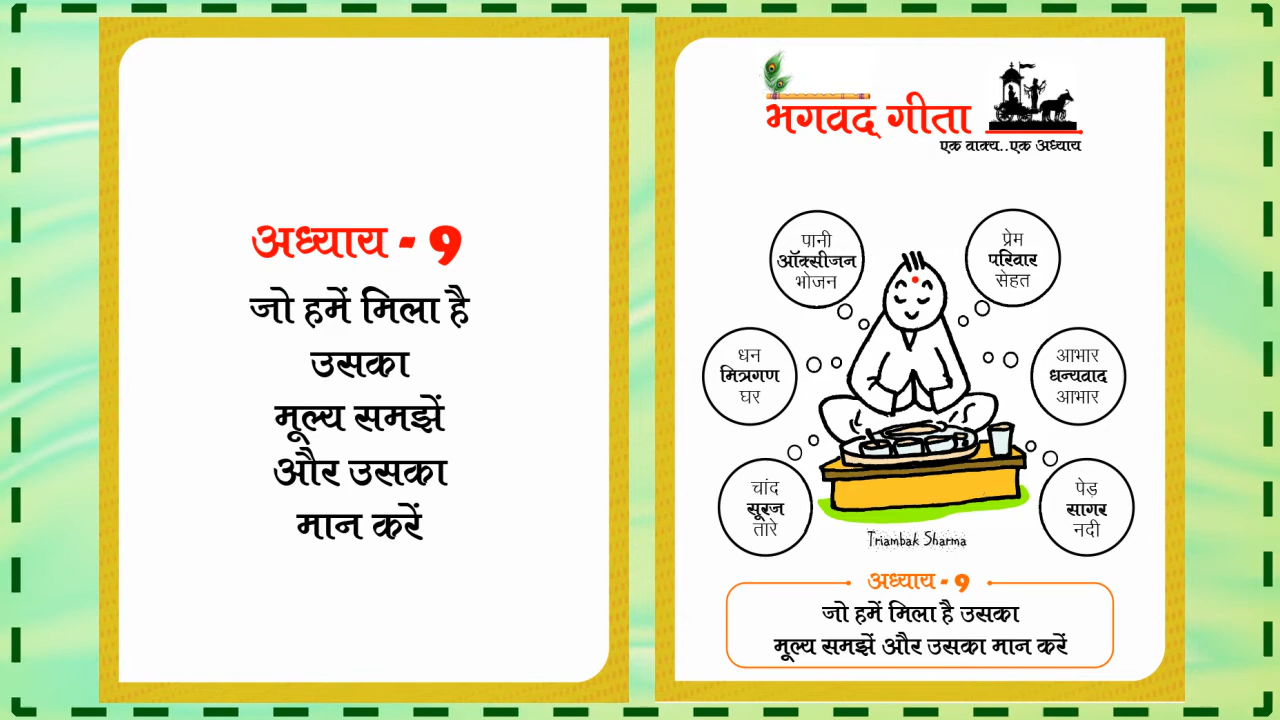 अध्याय - 9
जो हमें मिला है
उसका
मूल्य समझें
और उसका
मान करें
भगवद् गीता
एक वाक्य..एक अध्याय
पानी
ऑक्सीजन
भोजन
प्रेम
परिवार
सेहत
धन
मित्रगण
घर
आभार
धन्यवाद
आभार
चांद
सूरज
तारे
पेड़
सागर
नदी
Triambak Sharma
अध्याय - 9
जो हमें मिला है उसका
मूल्य समझें और उसका मान करें